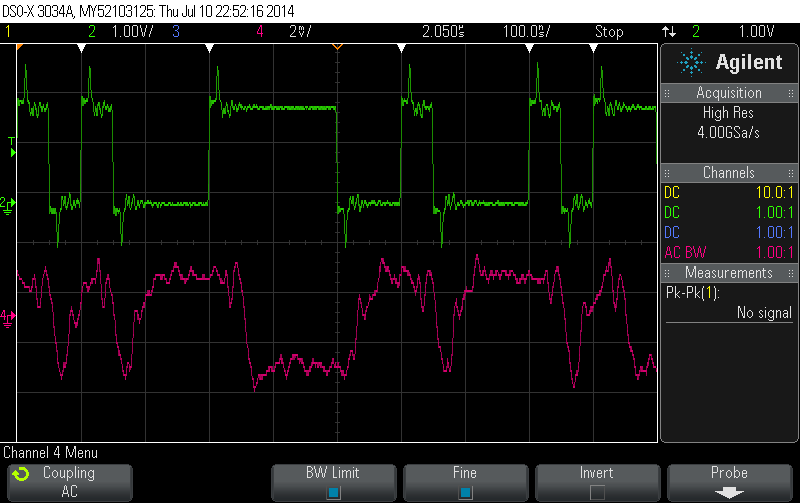 DSO-X 3034A, MY52103125: Thu Jul 10 22:52:16 2014
1 2 1.00V/ 3 4 2V/ 2.050s 100.0s/ Stop 2 1.00V
Agilent
Acquisition
High Res
4.00GSa/s
Channels
DC 10.0:1
DC 1.00:1
DC 1.00:1
AC BW 1.00:1
Measurements
Pk-Pk(1):
No signal
T
2
4
Channel 4 Menu
Coupling
AC
BW Limit
Fine
Invert
Probe